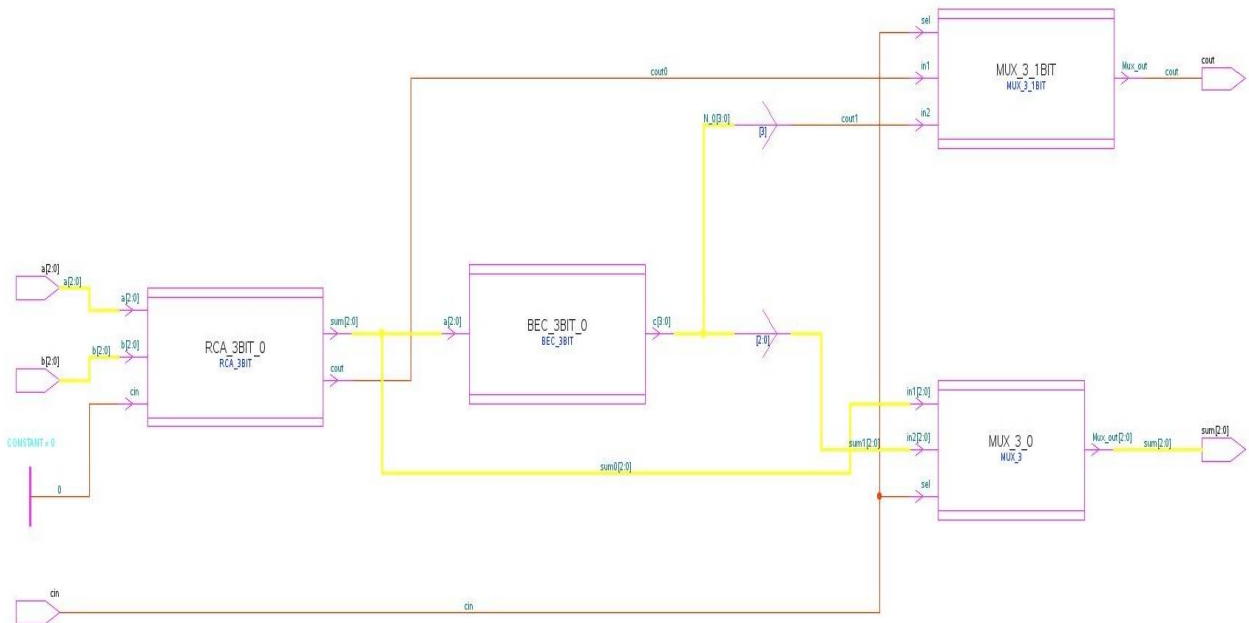 sel
MUX_3_1BIT
MUX_3_1BIT
Mux_out
cout
cout
cout0
in1
N_0[3:0]
[3]
cout1
in2
a[2:0]
a[2:0]
a[2:0]
b[2:0]
b[2:0]
b[2:0]
cin
RCA_3BIT_0
RCA_3BIT
sum[2:0]
cout
a[2:0]
BEC_3BIT_0
BEC_3BIT
c[3:0]
[2:0]
in1[2:0]
in2[2:0]
sum1[2:0]
sel
MUX_3_0
MUX_3
Mux_out[2:0]
sum[2:0]
sum[2:0]
sum0[2:0]
CONSTANT = 0
0
cin
cin